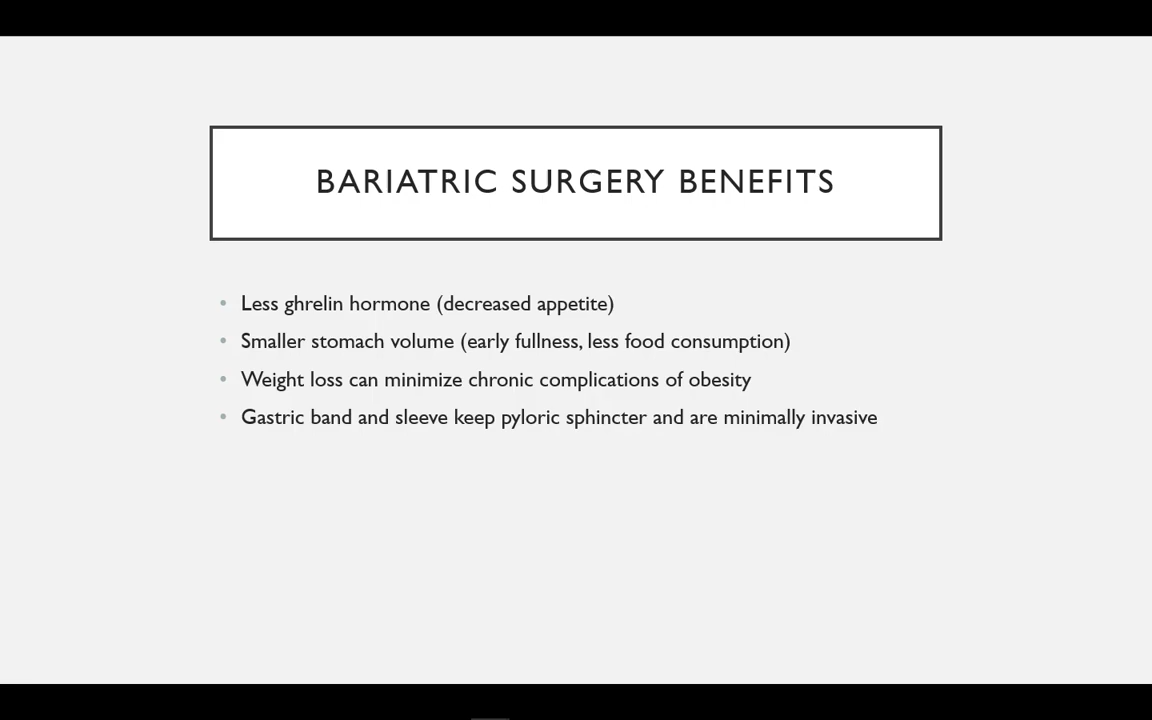 BARIATRIC SURGERY BENEFITS
• Less ghrelin hormone (decreased appetite)
• Smaller stomach volume (early fullness, less food consumption)
• Weight loss can minimize chronic complications of obesity
• Gastric band and sleeve keep pyloric sphincter and are minimally invasive